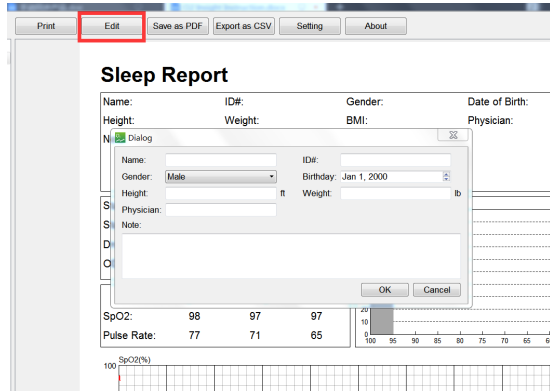 Print Edit Save as PDF Export as CSV Setting About
Sleep Report
Name: ID#: Gender: Date of Birth:
Height: Weight: BMI: Physician:
Dialog
Name: ID#:
Gender: Male Birthday: Jan 1, 2000
Height: ft Weight: lb
Physician:
Note:
OK Cancel
SpO2: 98 97 97
Pulse Rate: 77 71 65
20
10
0
100 95 90 85 80 75 70 65 6
SpO2(%)
100